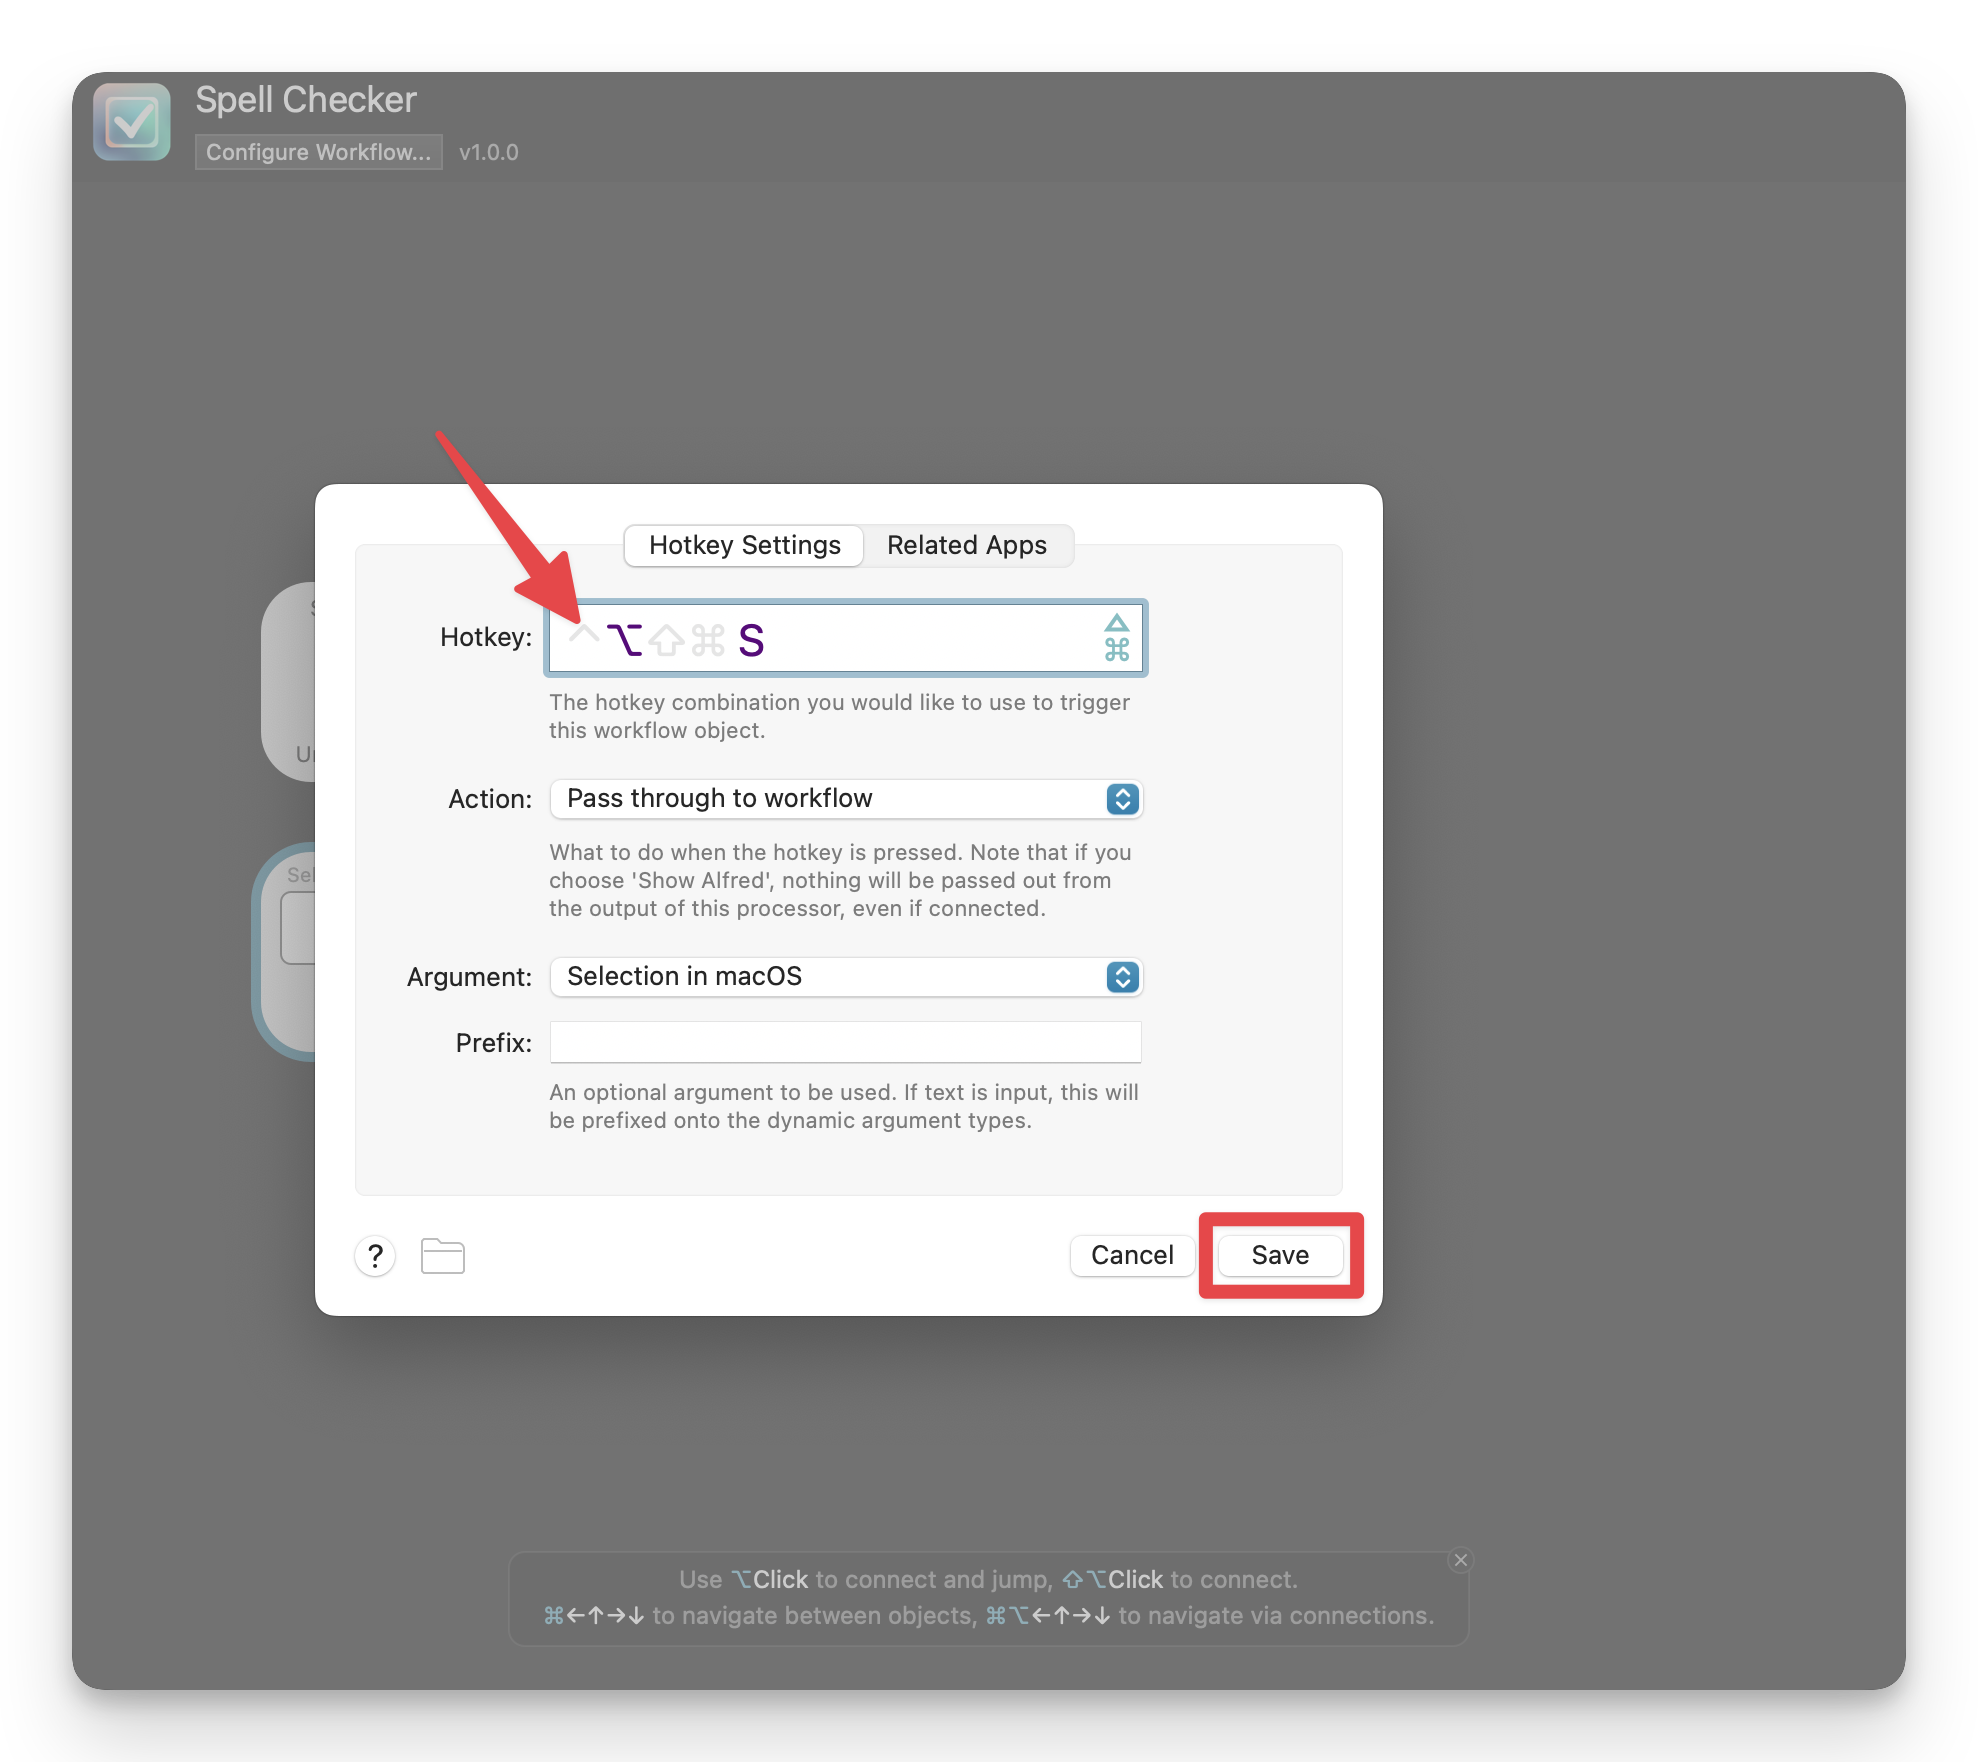 Spell Checker
Configure Workflow... v1.0.0
Hotkey Settings Related Apps
Hotkey: ^⌥⇧⌘ S
The hotkey combination you would like to use to trigger
this workflow object.
Action: Pass through to workflow
What to do when the hotkey is pressed. Note that if you
choose 'Show Alfred', nothing will be passed out from
the output of this processor, even if connected.
Argument: Selection in macOS
Prefix:
An optional argument to be used. If text is input, this will
be prefixed onto the dynamic argument types.
? Cancel Save
Use ⌥Click to connect and jump, ⇧⌥Click to connect.
⌘←↑→↓ to navigate between objects, ⌘⌥←↑→↓ to navigate via connections.